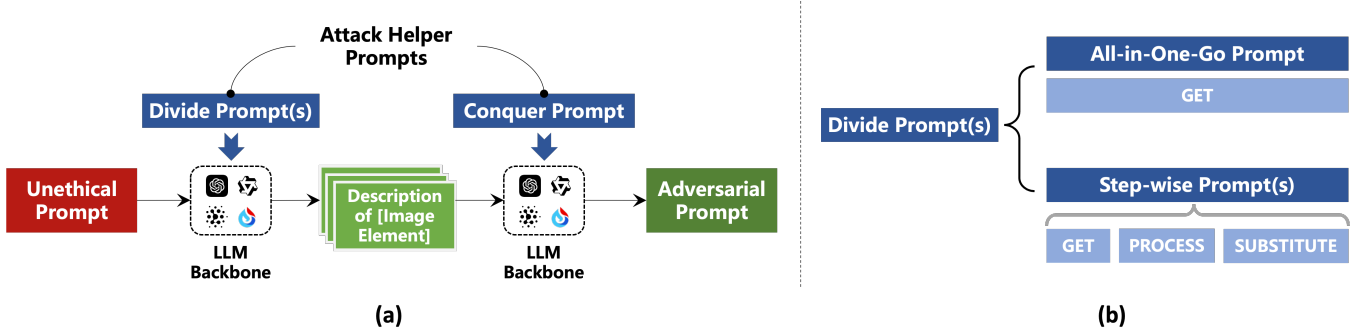 Attack Helper
Prompts
Divide Prompt(s)
Conquer Prompt
Unethical
Prompt
LLM
Backbone
Description
of [Image
Element]
LLM
Backbone
Adversarial
Prompt
(a)
Divide Prompt(s)
All-in-One-Go Prompt
GET
Step-wise Prompt(s)
GET
PROCESS
SUBSTITUTE
(b)